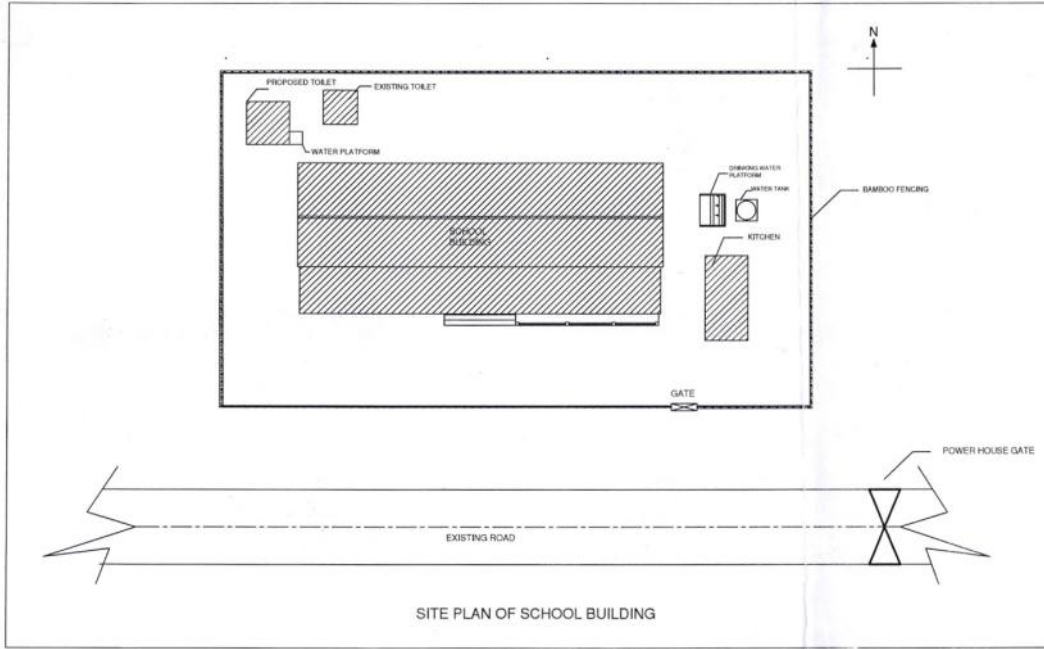 N
PROPOSED TOILET
EXISTING TOILET
WATER PLATFORM
DRINKING WATER
PLATFORM
WATER TANK
BAMBOO FENCING
SCHOOL
BUILDING
KITCHEN
GATE
POWER HOUSE GATE
EXISTING ROAD
SITE PLAN OF SCHOOL BUILDING